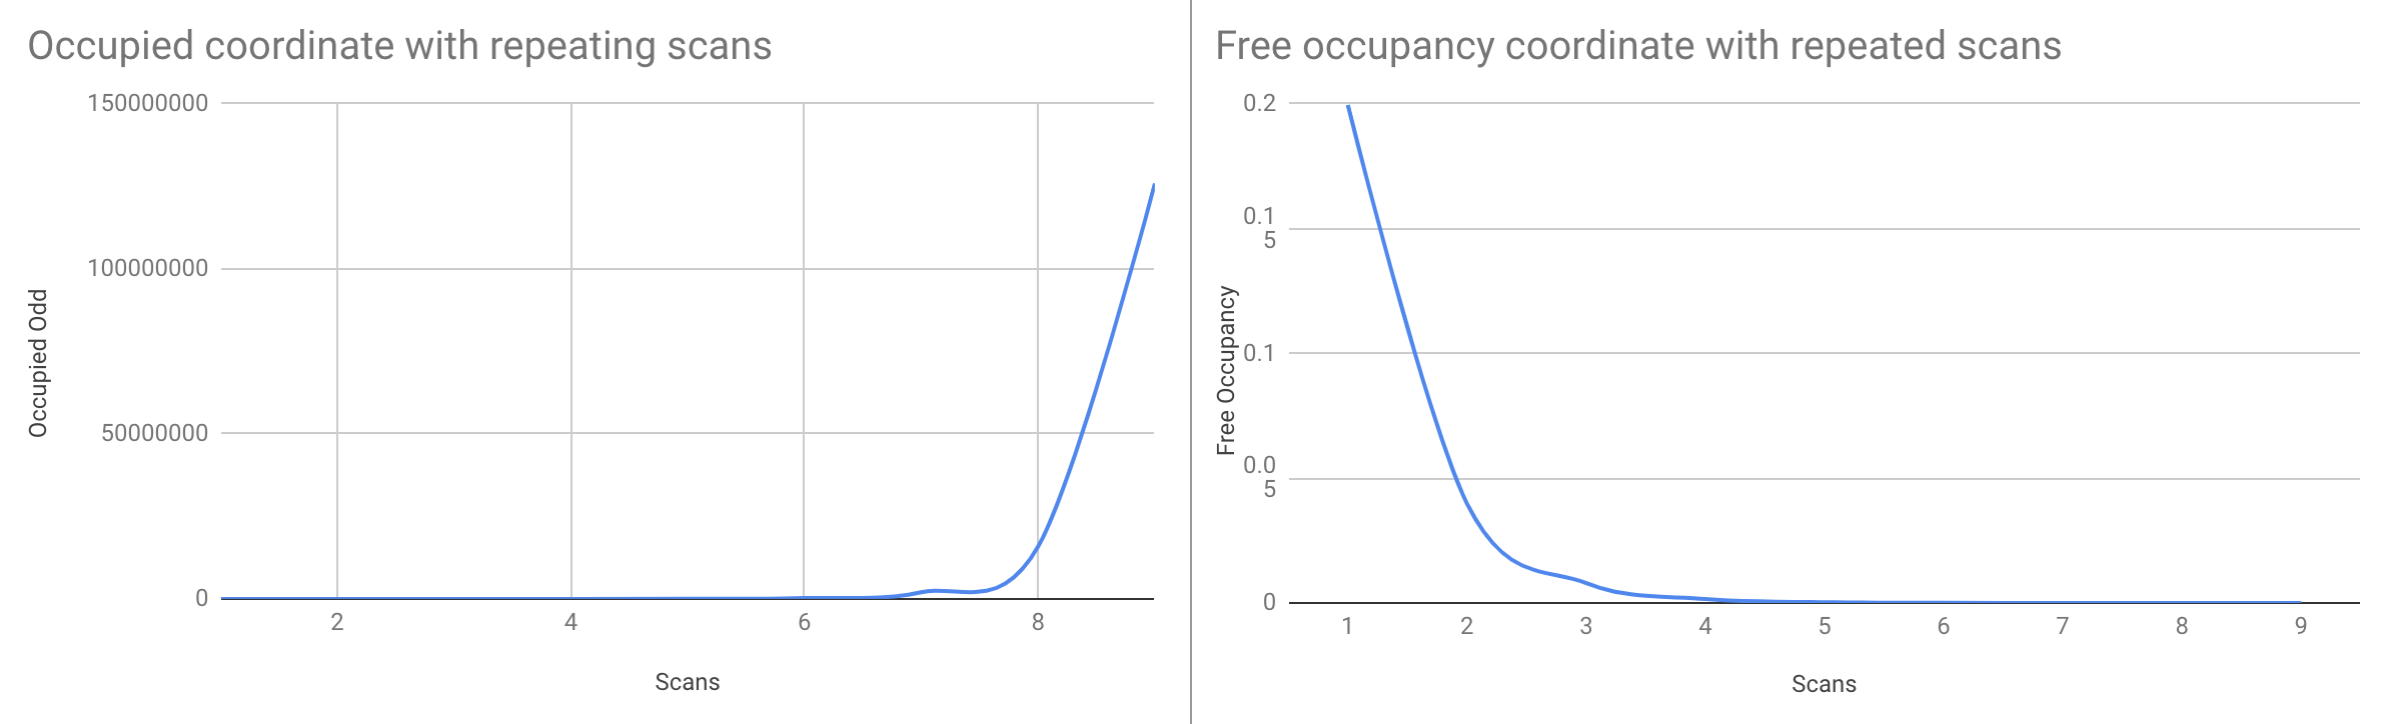 Occupied coordinate with repeating scans
150000000
100000000
50000000
0
Occupied Odd
2 4 6 8
Scans
Free occupancy coordinate with repeated scans
0.2
0.1
5
0.1
0.0
5
0
Free Occupancy
1 2 3 4 5 6 7 8 9
Scans